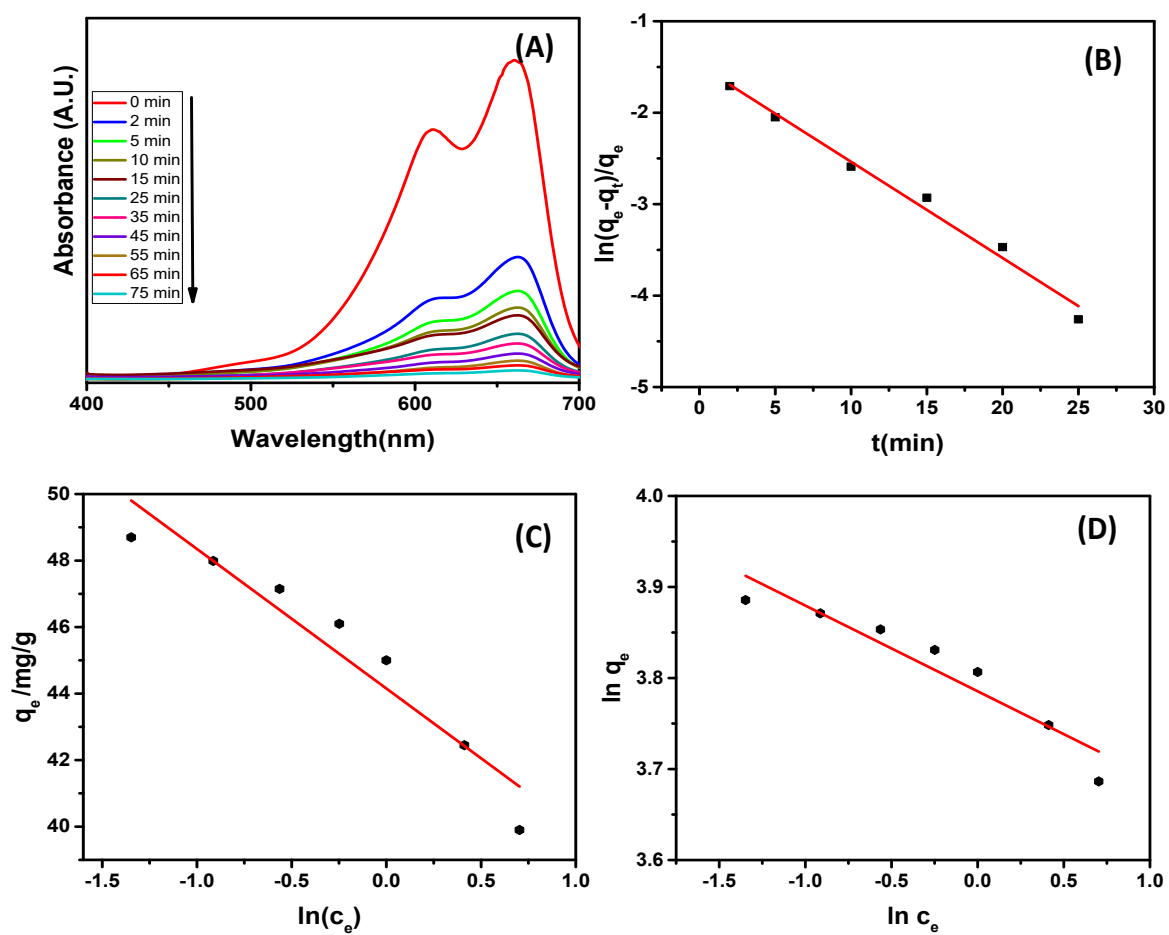 (A)
Absorbance (A.U.)
0 min
2 min
5 min
10 min
15 min
25 min
35 min
45 min
55 min
65 min
75 min
400
500
600
700
Wavelength(nm)
(B)
ln(qe-qt)/qe
-1
-2
-3
-4
-5
0
5
10
15
20
25
30
t(min)
(C)
qe/mg/g
50
48
46
44
42
40
-1.5
-1.0
-0.5
0.0
0.5
1.0
ln(ce)
(D)
ln qe
4.0
3.9
3.8
3.7
3.6
-1.5
-1.0
-0.5
0.0
0.5
1.0
ln ce